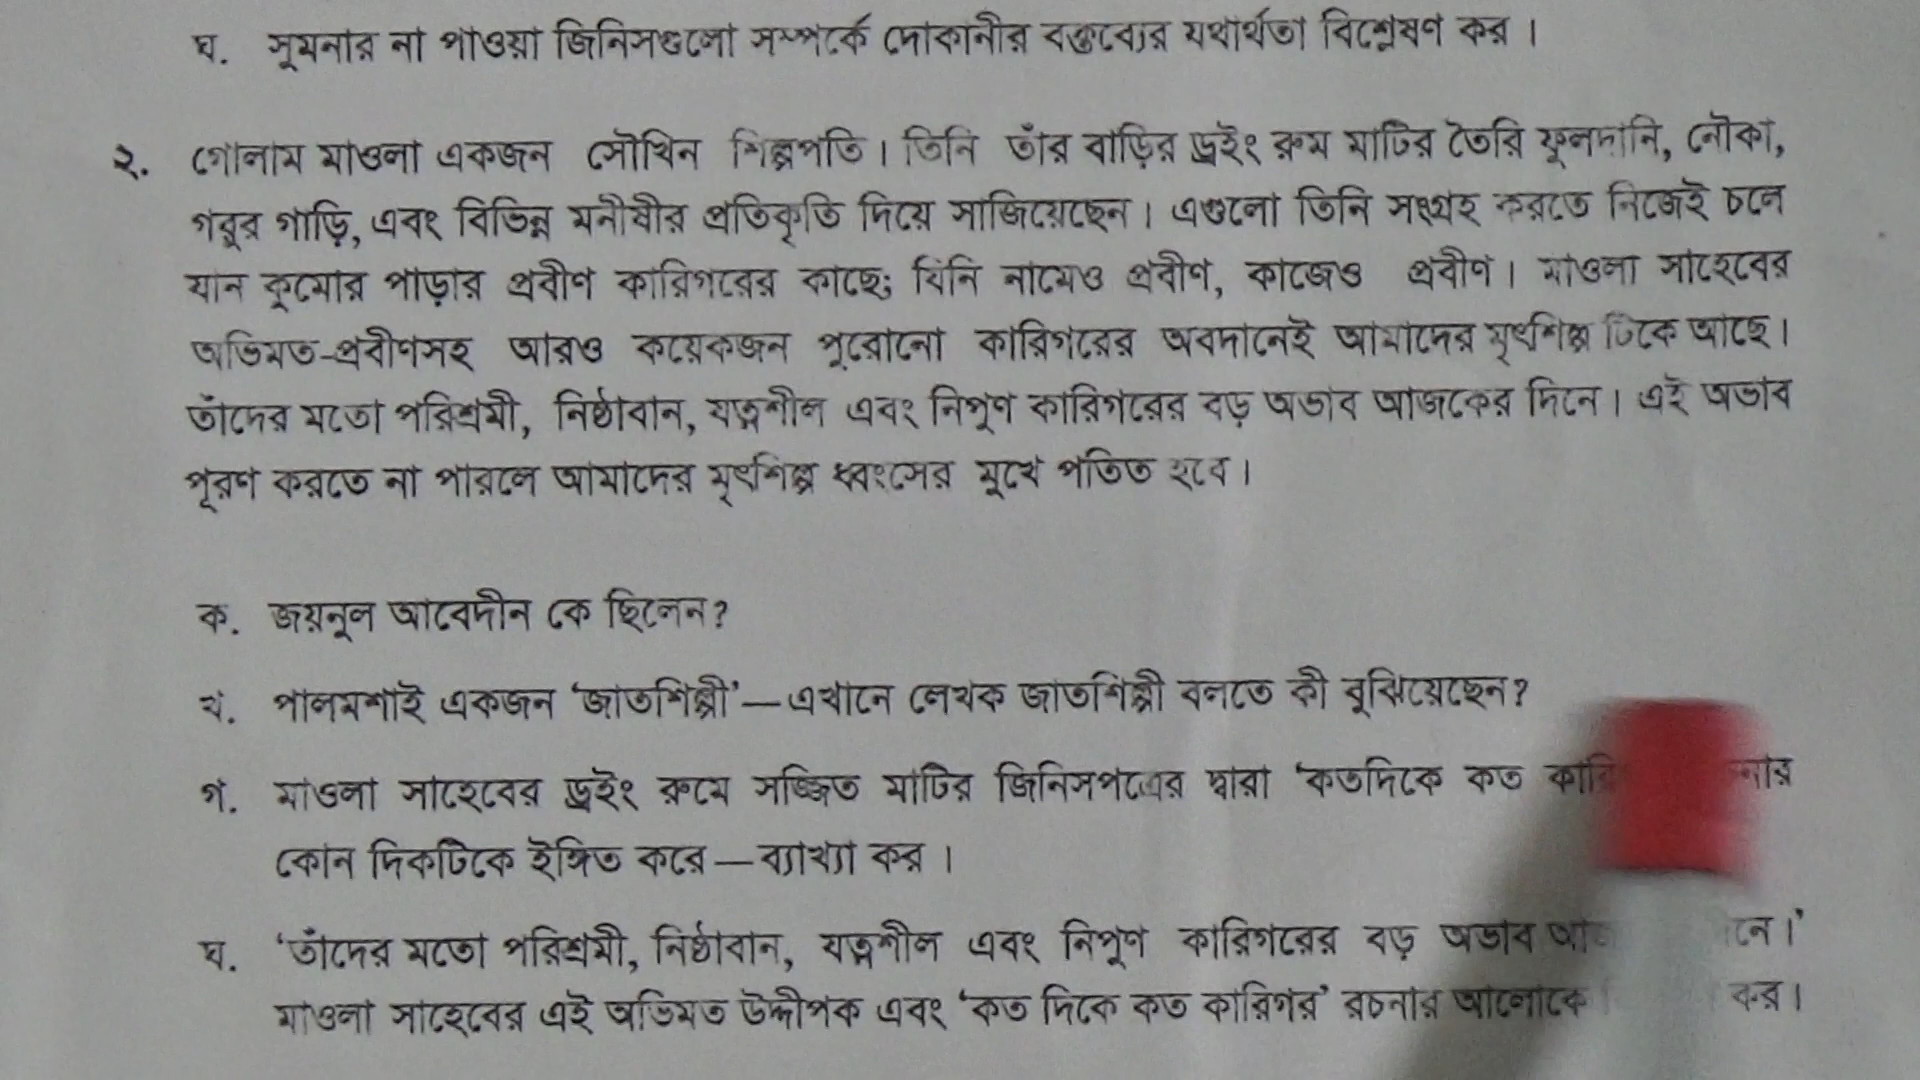 ঘ. সুমনার না পাওয়া জিনিসগুলো সম্পর্কে দোকানীর বক্তব্যের যথার্থতা বিশ্লেষণ কর ।
২. গোলাম মাওলা একজন সৌখিন শিল্পপতি । তিনি তাঁর বাড়ির ড্রইং রুম মাটির তৈরি ফুলদানি, নৌকা,
গরুর গাড়ি, এবং বিভিন্ন মনীষীর প্রতিকৃতি দিয়ে সাজিয়েছেন । এগুলো তিনি সংগ্রহ করতে নিজেই চলে
যান কুমোর পাড়ার প্রবীণ কারিগরের কাছে; যিনি নামেও প্রবীণ, কাজেও প্রবীণ । মাওলা সাহেবের
অভিমত-প্রবীণসহ আরও কয়েকজন পুরোনো কারিগরের অবদানেই আমাদের মৃৎশিল্প টিকে আছে ।
তাঁদের মতো পরিশ্রমী, নিষ্ঠাবান, যত্নশীল এবং নিপুণ কারিগরের বড় অভাব আজকের দিনে । এই অভাব
পূরণ করতে না পারলে আমাদের মৃৎশিল্প ধ্বংসের মুখে পতিত হবে ।
ক. জয়নুল আবেদীন কে ছিলেন?
খ. পালমশাই একজন ‘জাতশিল্পী’—এখানে লেখক জাতশিল্পী বলতে কী বুঝিয়েছেন?
গ. মাওলা সাহেবের ড্রইং রুমে সজ্জিত মাটির জিনিসপত্রের দ্বারা ‘কতদিকে কত
কোন দিকটিকে ইঙ্গিত করে—ব্যাখ্যা কর ।
ঘ. ‘তাঁদের মতো পরিশ্রমী, নিষ্ঠাবান, যত্নশীল এবং নিপুণ কারিগরের বড় অভাব
মাওলা সাহেবের এই অভিমত উদ্দীপক এবং ‘কত দিকে কত কারিগর’ রচনার আলোকে কর ।